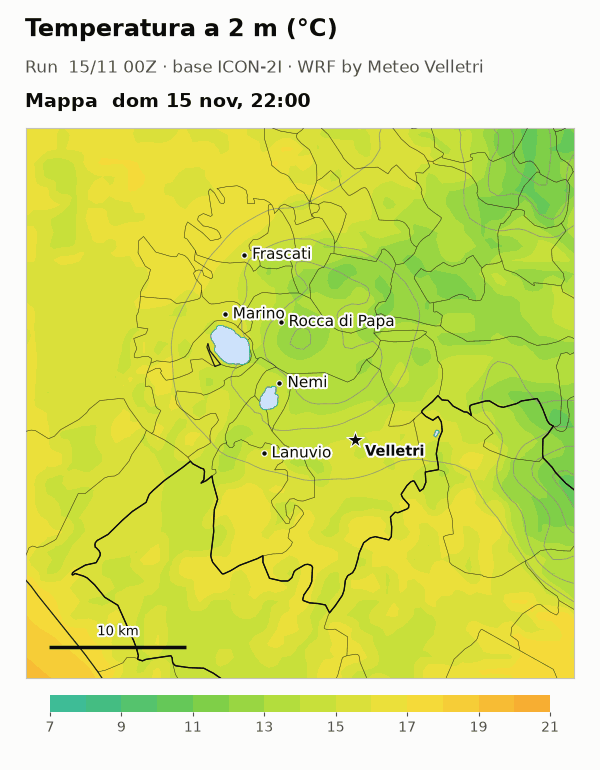 Temperatura a 2 m (°C)
Run  15/11 00Z · base ICON-2I · WRF by Meteo Velletri
Mappa  dom 15 nov, 22:00
Frascati
Marino
Rocca di Papa
Nemi
Velletri
Lanuvio
10 km
7 9 11 13 15 17 19 21